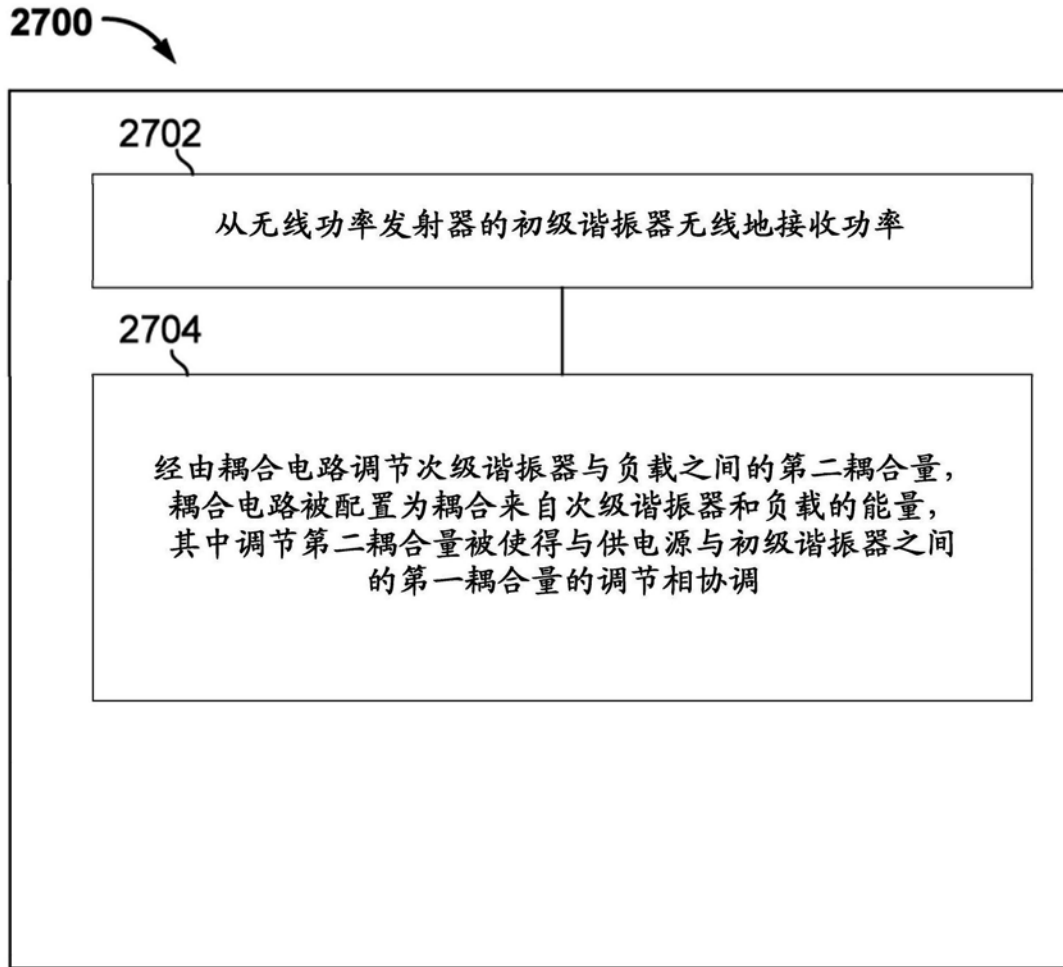 2700
2702
从无线功率发射器的初级谐振器无线地接收功率
2704
经由耦合电路调节次级谐振器与负载之间的第二耦合量，
耦合电路被配置为耦合来自次级谐振器和负载的能量，
其中调节第二耦合量被使得与供电源与初级谐振器之间
的第一耦合量的调节相协调